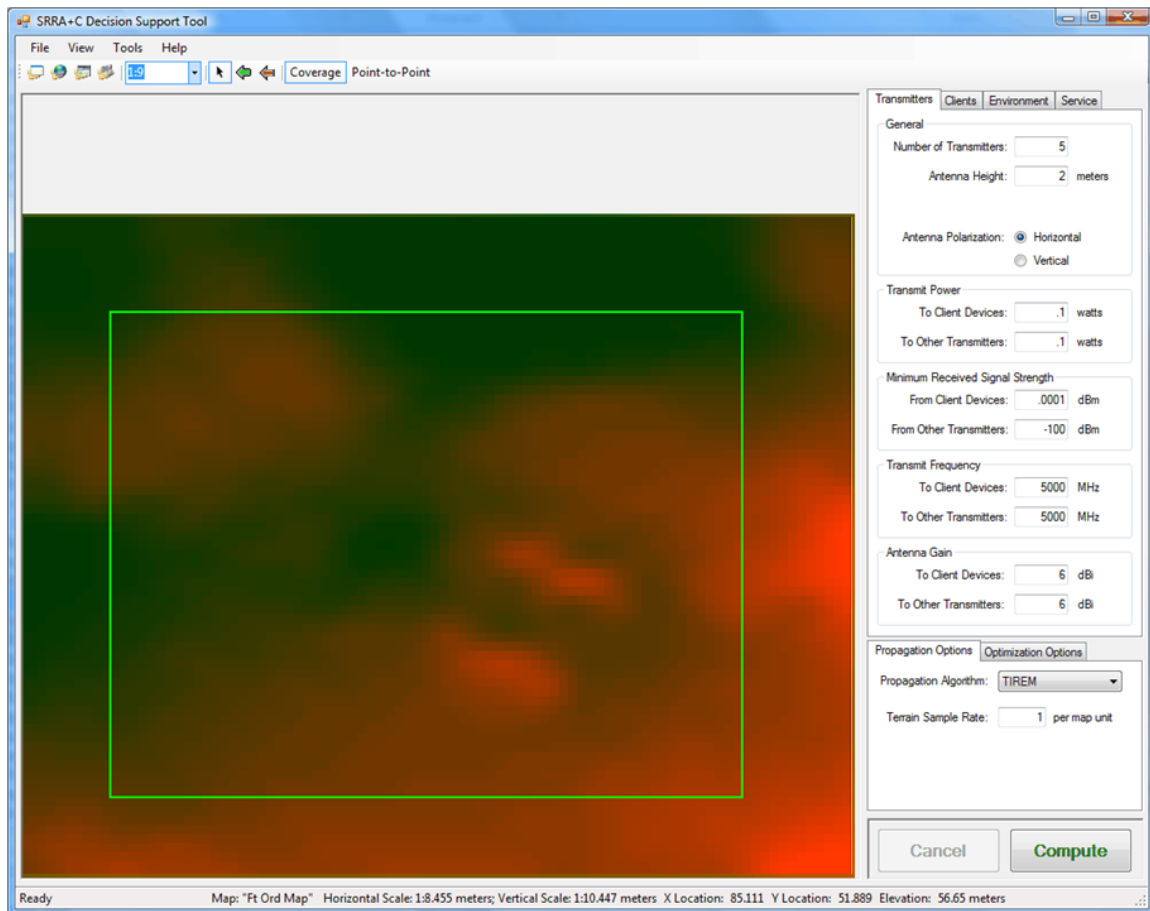 SRRA+C Decision Support Tool
File View Tools Help
1:9 Coverage Point-to-Point
Transmitters Clients Environment Service
General
Number of Transmitters: 5
Antenna Height: 2 meters
Antenna Polarization: Horizontal
Vertical
Transmit Power
To Client Devices: .1 watts
To Other Transmitters: .1 watts
Minimum Received Signal Strength
From Client Devices: .0001 dBm
From Other Transmitters: -100 dBm
Transmit Frequency
To Client Devices: 5000 MHz
To Other Transmitters: 5000 MHz
Antenna Gain
To Client Devices: 6 dBi
To Other Transmitters: 6 dBi
Propagation Options Optimization Options
Propagation Algorithm: TIREM
Terrain Sample Rate: 1 per map unit
Cancel Compute
Ready Map: "Ft Ord Map" Horizontal Scale: 1:8.455 meters; Vertical Scale: 1:10.447 meters X Location: 85.111 Y Location: 51.889 Elevation: 56.65 meters